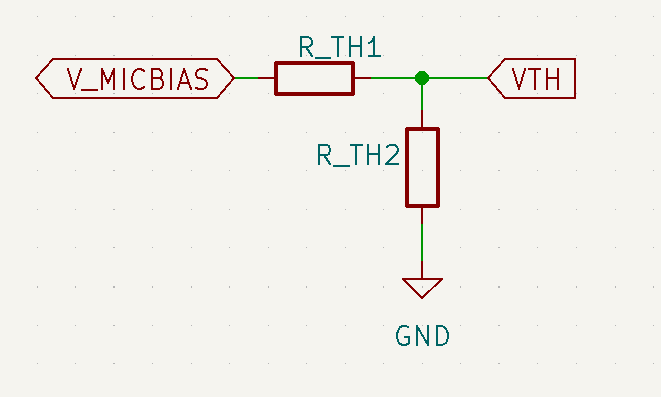 R_TH1
V_MICBIAS
VTH
R_TH2
GND